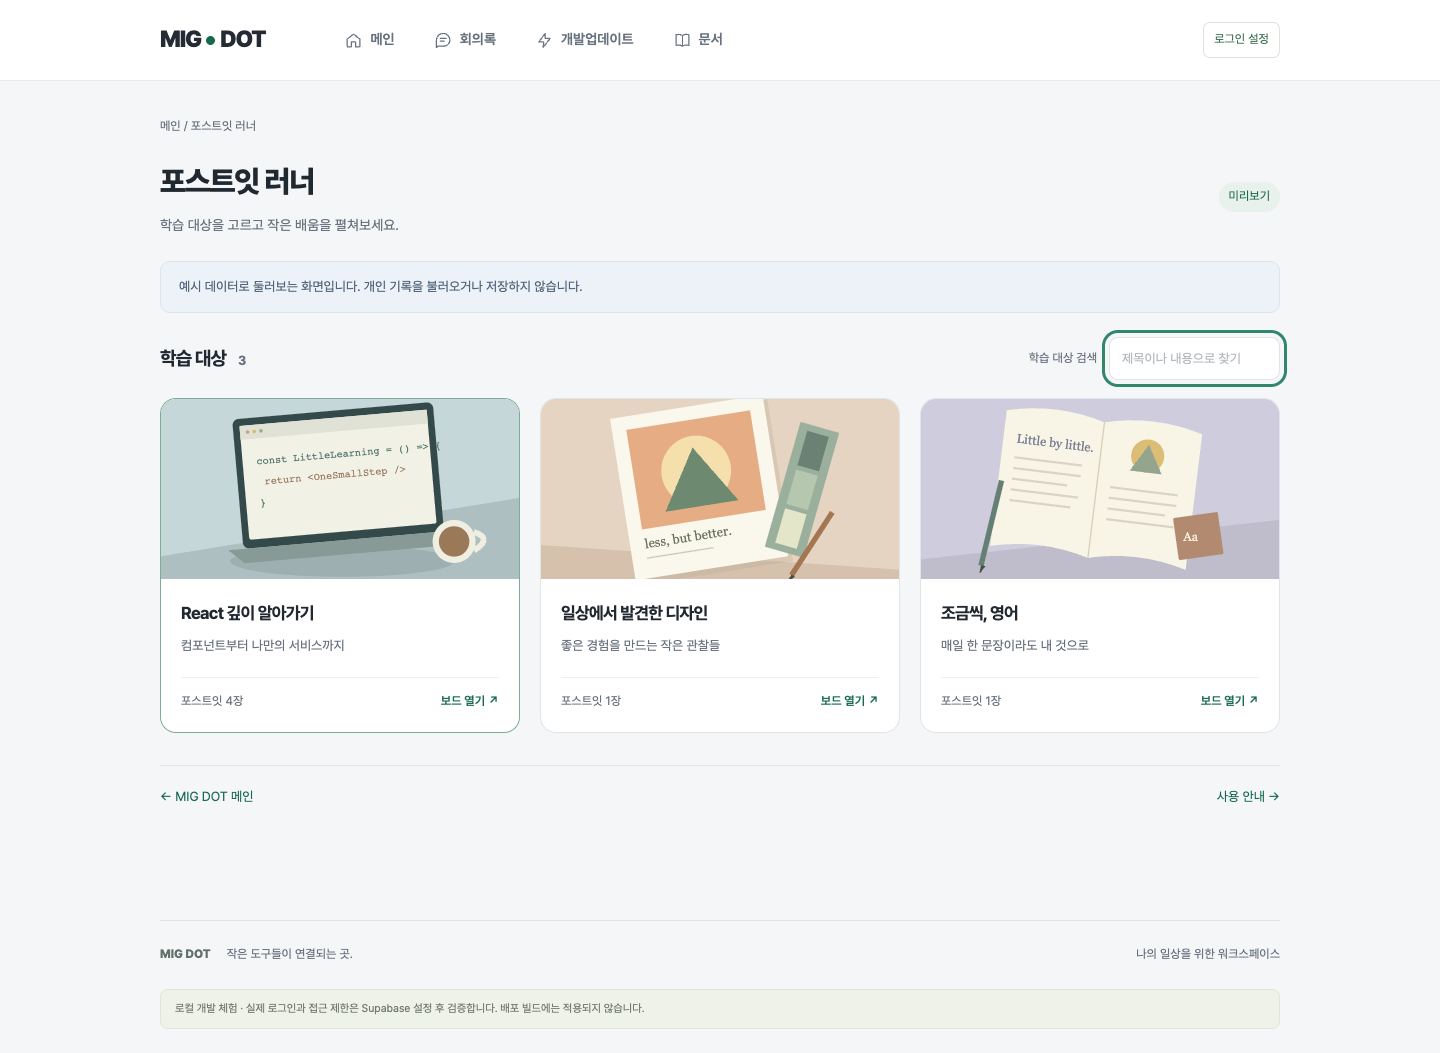 MIG DOT
메인
회의록
개발업데이트
문서
로그인 설정
메인 / 포스트잇 러너
포스트잇 러너
미리보기
학습 대상을 고르고 작은 배움을 펼쳐보세요.
예시 데이터로 둘러보는 화면입니다. 개인 기록을 불러오거나 저장하지 않습니다.
학습 대상 3
학습 대상 검색
제목이나 내용으로 찾기
const LittleLearning = () => {
return <OneSmallStep />
}
React 깊이 알아가기
컴포넌트부터 나만의 서비스까지
포스트잇 4장
보드 열기 ↗
less, but better.
일상에서 발견한 디자인
좋은 경험을 만드는 작은 관찰들
포스트잇 1장
보드 열기 ↗
Little by little.
Aa
조금씩, 영어
매일 한 문장이라도 내 것으로
포스트잇 1장
보드 열기 ↗
← MIG DOT 메인
사용 안내 →
MIG DOT
작은 도구들이 연결되는 곳.
나의 일상을 위한 워크스페이스
로컬 개발 체험 · 실제 로그인과 접근 제한은 Supabase 설정 후 검증합니다. 배포 빌드에는 적용되지 않습니다.